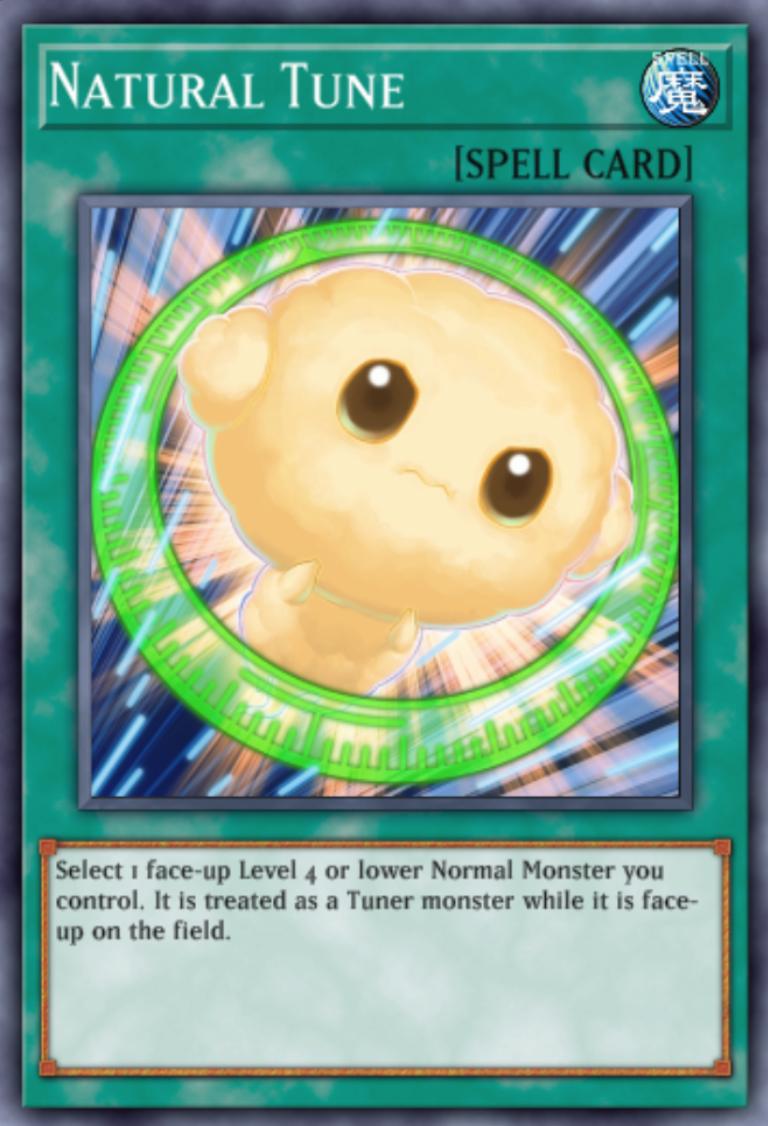 NATURAL TUNE
SPELL
魔
[SPELL CARD]
Select 1 face-up Level 4 or lower Normal Monster you
control. It is treated as a Tuner monster while it is face-
up on the field.